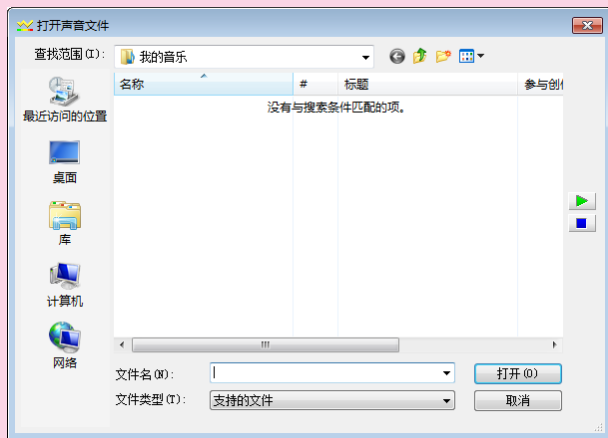 打开声音文件
查找范围(I):
我的音乐
名称
#
标题
参与创
没有与搜索条件匹配的项。
最近访问的位置
桌面
库
计算机
网络
文件名(N):
打开(O)
文件类型(T):
支持的文件
取消